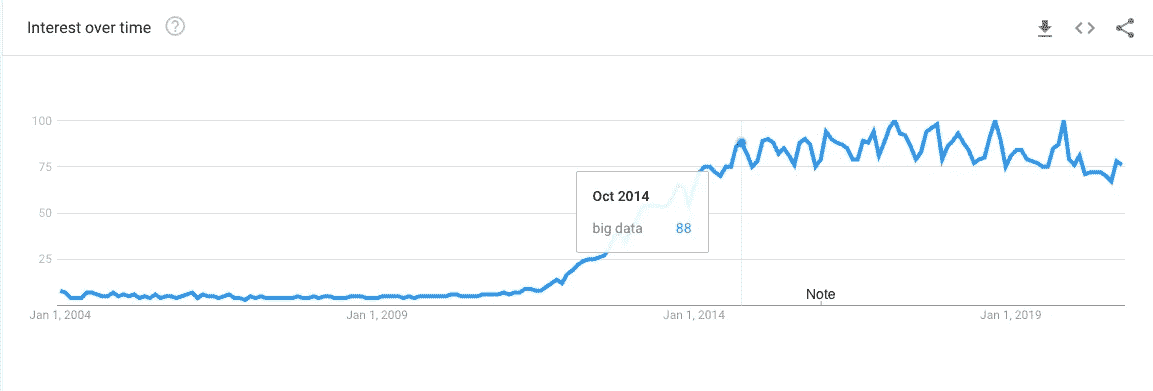 Interest over time
100
75
50
25
Oct 2014
big data 88
Note
Jan 1, 2004 Jan 1, 2009 Jan 1, 2014 Jan 1, 2019